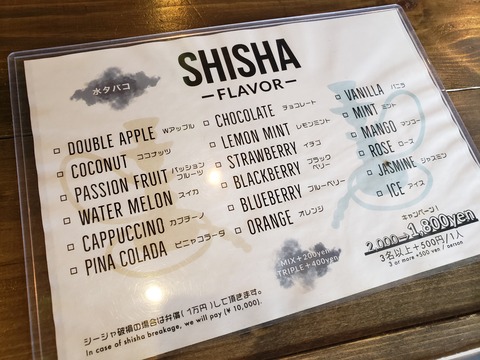 SHISHA
-FLAVOR-
水タバコ
□ DOUBLE APPLE Wアップル
□ COCONUT ココナッツ
□ PASSION FRUIT パッションフルーツ
□ WATER MELON スイカ
□ CAPPUCCINO カプチーノ
□ PINA COLADA ピニャコラーダ
□ CHOCOLATE チョコレート
□ LEMON MINT レモンミント
□ STRAWBERRY イチゴ
□ BLACKBERRY ブラックベリー
□ BLUEBERRY ブルーベリー
□ ORANGE オレンジ
□ VANILLA バニラ
□ MINT ミント
□ MANGO マンゴー
□ ROSE ローズ
□ JASMINE ジャスミン
□ ICE アイス
MIX+200yen
TRIPLE+400yen
キャンペーン!
2,000→1,800yen
3名以上+500円/1人
3 or more +500 yen / person
シーシャ破損の場合は弁償(1万円)して頂きます。
In case of shisha breakage, we will pay (¥ 10,000).